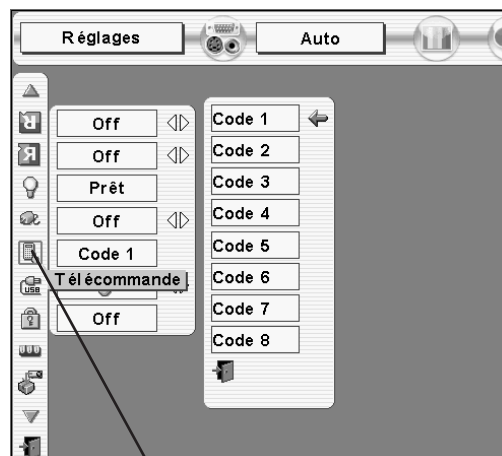 Réglages
Auto
Off
Off
Prêt
Off
Code 1
Télécommande
Off
Code 1
Code 2
Code 3
Code 4
Code 5
Code 6
Code 7
Code 8
USB